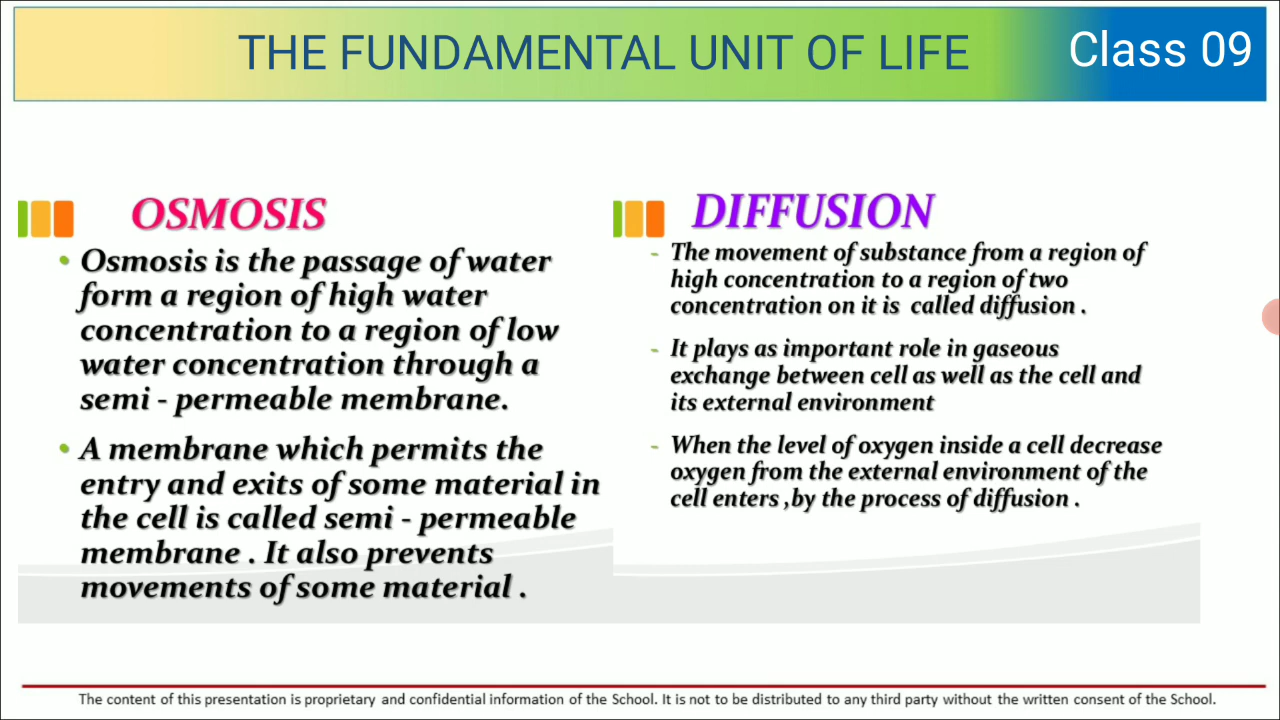 THE FUNDAMENTAL UNIT OF LIFE
Class 09
OSMOSIS
• Osmosis is the passage of water
form a region of high water
concentration to a region of low
water concentration through a
semi - permeable membrane.
• A membrane which permits the
entry and exits of some material in
the cell is called semi - permeable
membrane . It also prevents
movements of some material .
DIFFUSION
- The movement of substance from a region of
high concentration to a region of two
concentration on it is called diffusion .
- It plays as important role in gaseous
exchange between cell as well as the cell and
its external environment
- When the level of oxygen inside a cell decrease
oxygen from the external environment of the
cell enters ,by the process of diffusion .
The content of this presentation is proprietary and confidential information of the School. It is not to be distributed to any third party without the written consent of the School.